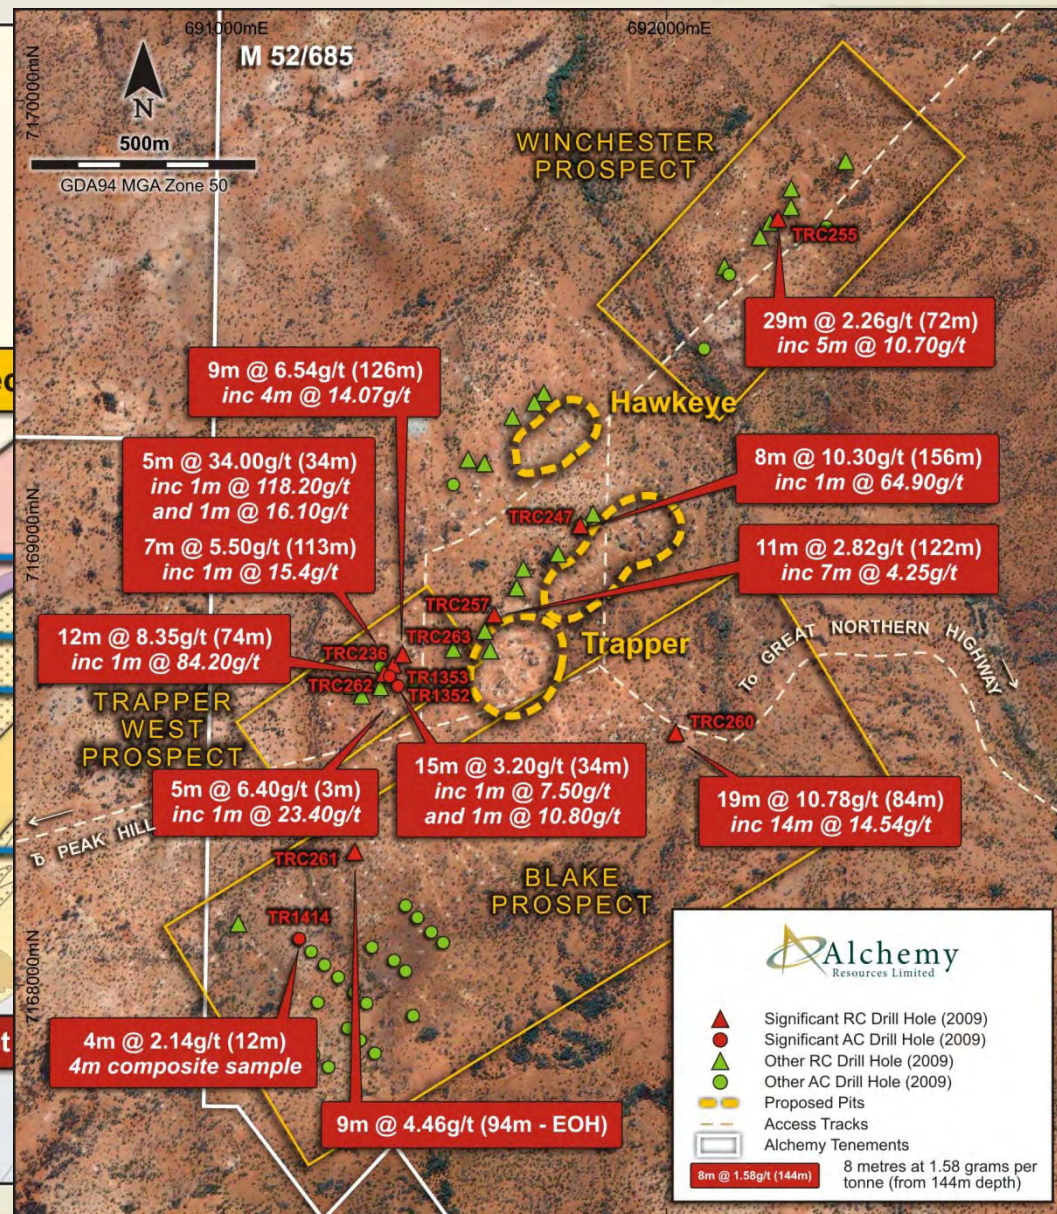 691000mE
692000mE
M 52/685
7170000mN
N
500m
GDA94 MGA Zone 50
WINCHESTER
PROSPECT
TRC255
29m @ 2.26g/t (72m)
inc 5m @ 10.70g/t
9m @ 6.54g/t (126m)
inc 4m @ 14.07g/t
Hawkeye
5m @ 34.00g/t (34m)
inc 1m @ 118.20g/t
and 1m @ 16.10g/t
7m @ 5.50g/t (113m)
inc 1m @ 15.4g/t
8m @ 10.30g/t (156m)
inc 1m @ 64.90g/t
TRC247
7169000mN
11m @ 2.82g/t (122m)
inc 7m @ 4.25g/t
TRC257
12m @ 8.35g/t (74m)
inc 1m @ 84.20g/t
TRC263
TRC236
TR1353
TRC262
TR1352
Trapper
To GREAT NORTHERN HIGHWAY
TRAPPER
WEST
PROSPECT
TRC260
5m @ 6.40g/t (3m)
inc 1m @ 23.40g/t
15m @ 3.20g/t (34m)
inc 1m @ 7.50g/t
and 1m @ 10.80g/t
19m @ 10.78g/t (84m)
inc 14m @ 14.54g/t
To PEAK HILL
TRC261
BLAKE
PROSPECT
TR1414
7168000mN
4m @ 2.14g/t (12m)
4m composite sample
9m @ 4.46g/t (94m - EOH)
Alchemy
Resources Limited
Significant RC Drill Hole (2009)
Significant AC Drill Hole (2009)
Other RC Drill Hole (2009)
Other AC Drill Hole (2009)
Proposed Pits
Access Tracks
Alchemy Tenements
8m @ 1.58g/t (144m)
8 metres at 1.58 grams per
tonne (from 144m depth)